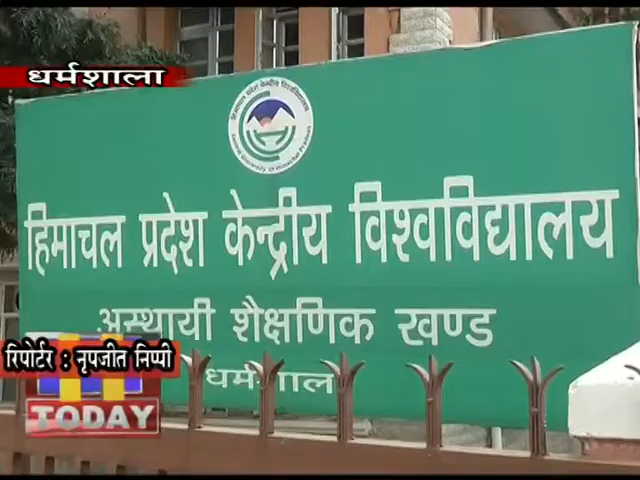 धर्मशाला
हिमाचल प्रदेश केन्द्रीय विश्वविद्यालय
अस्थायी शैक्षणिक खण्ड
धर्मशाला
रिपोर्टर : नृपजीत निप्पी
TODAY